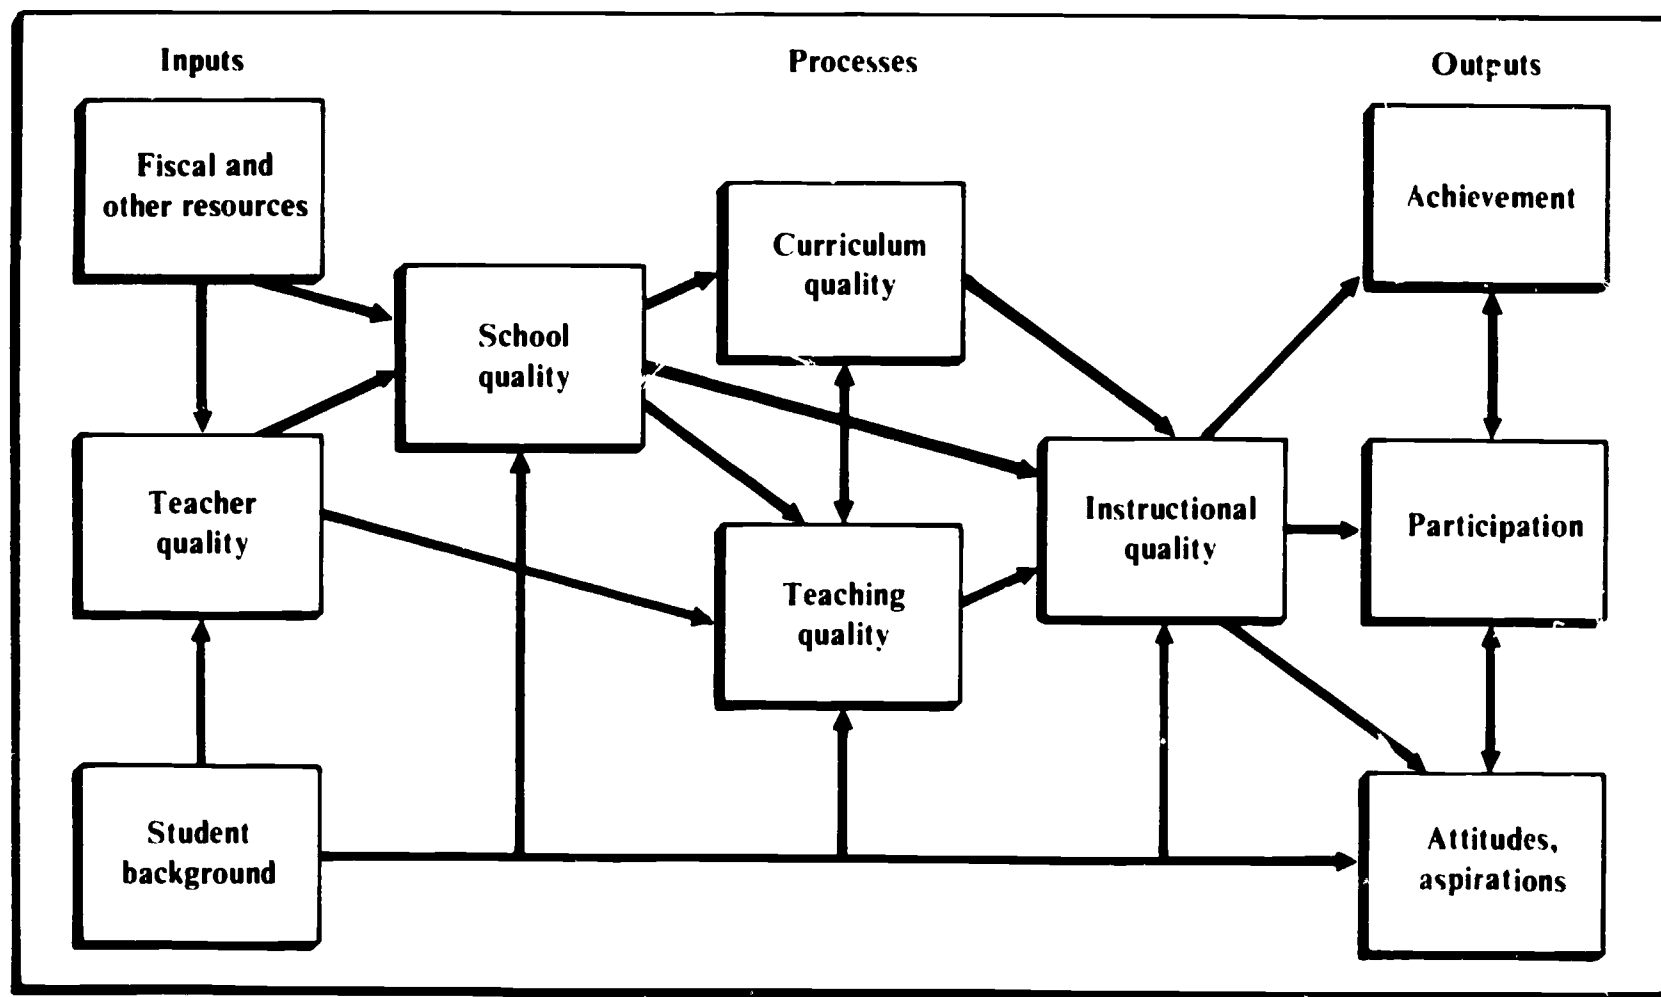 Inputs
Processes
Outputs
Fiscal and
other resources
Achievement
Curriculum
quality
School
quality
Teacher
quality
Instructional
quality
Participation
Teaching
quality
Student
background
Attitudes,
aspirations